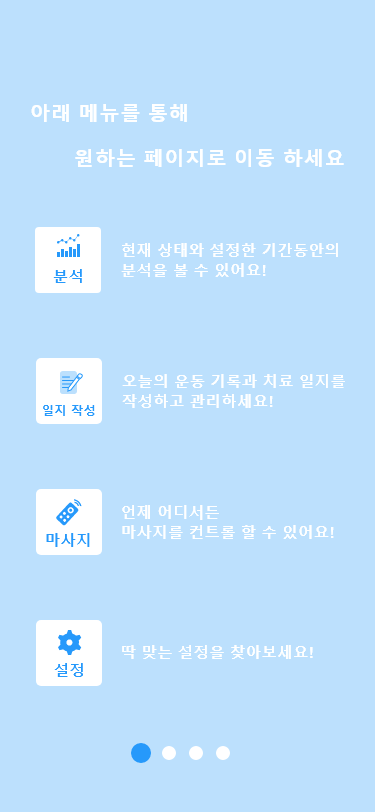 아래 메뉴를 통해
원하는 페이지로 이동 하세요
분석
현재 상태와 설정한 기간동안의
분석을 볼 수 있어요!
일지 작성
오늘의 운동 기록과 치료 일지를
작성하고 관리하세요!
마사지
언제 어디서든
마사지를 컨트롤 할 수 있어요!
설정
딱 맞는 설정을 찾아보세요!